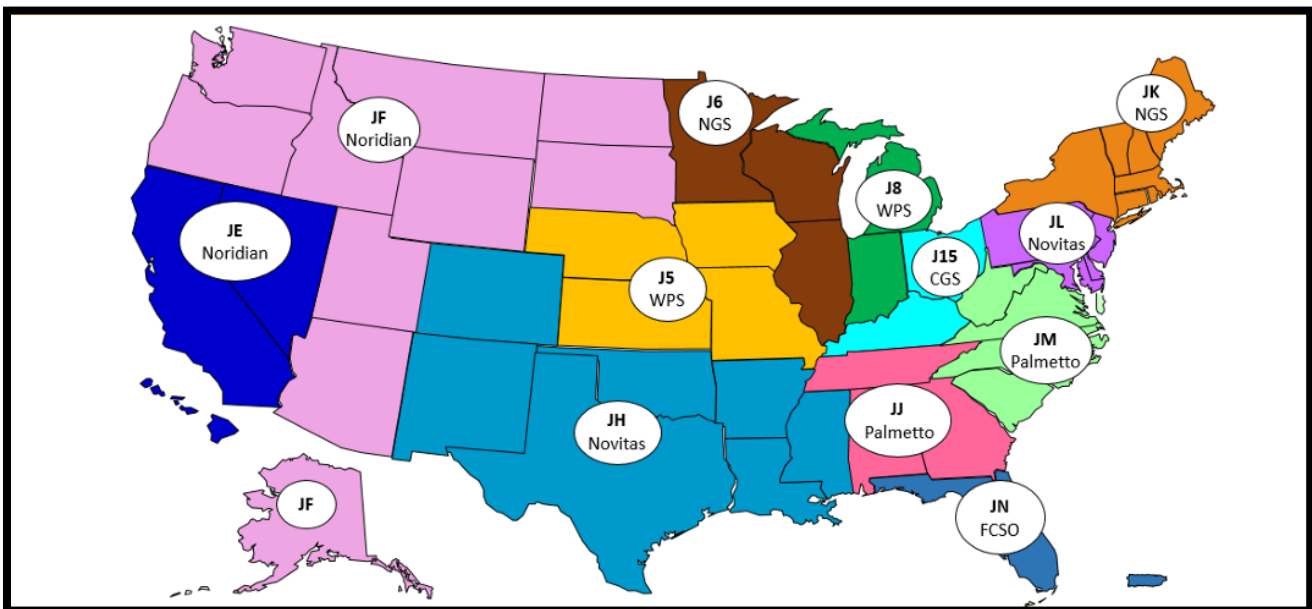 JF
Noridian
J6
NGS
JK
NGS
JE
Noridian
J8
WPS
JL
Novitas
J15
CGS
J5
WPS
JM
Palmetto
JH
Novitas
JJ
Palmetto
JF
JN
FCSO